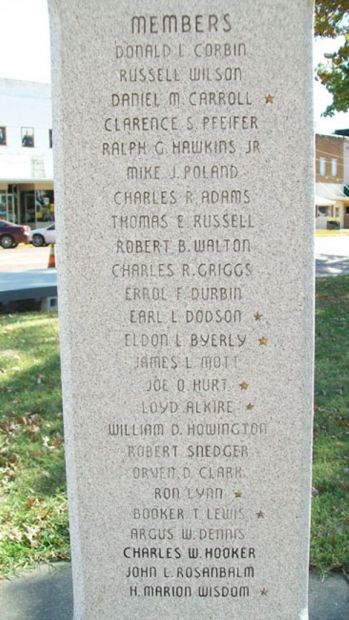 MEMBERS
DONALD L. CORBIN
RUSSELL WILSON
DANIEL M. CARROLL ★
CLARENCE S. PFEIFER
RALPH G. HAWKINS JR
MIKE J. POLAND
CHARLES R. ADAMS
THOMAS E. RUSSELL
ROBERT B. WALTON
CHARLES R. GRIGGS
ERROL F. DURBIN
EARL L. DODSON ★
ELDON L. BYERLY ★
JAMES L. MOTT
JOE O. HURT ★
LOYD ALKIRE ★
WILLIAM D. HOWINGTON
ROBERT SNEDGER
ORVEN D. CLARK
RON LYNN ★
BOOKER T. LEWIS ★
ARGUS W. DENNIS
CHARLES W. HOOKER
JOHN L. ROSANBALM
H. MARION WISDOM ★